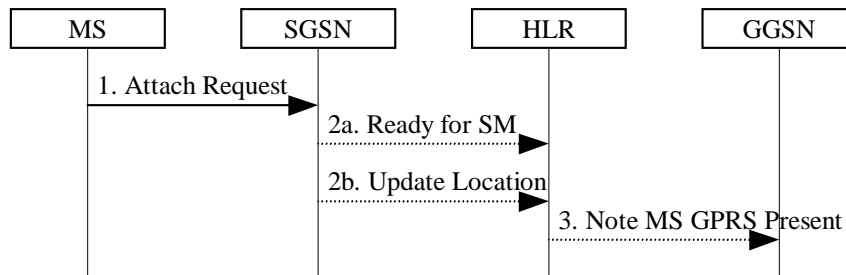 MS SGSN HLR GGSN
1. Attach Request
2a. Ready for SM
2b. Update Location
3. Note MS GPRS Present